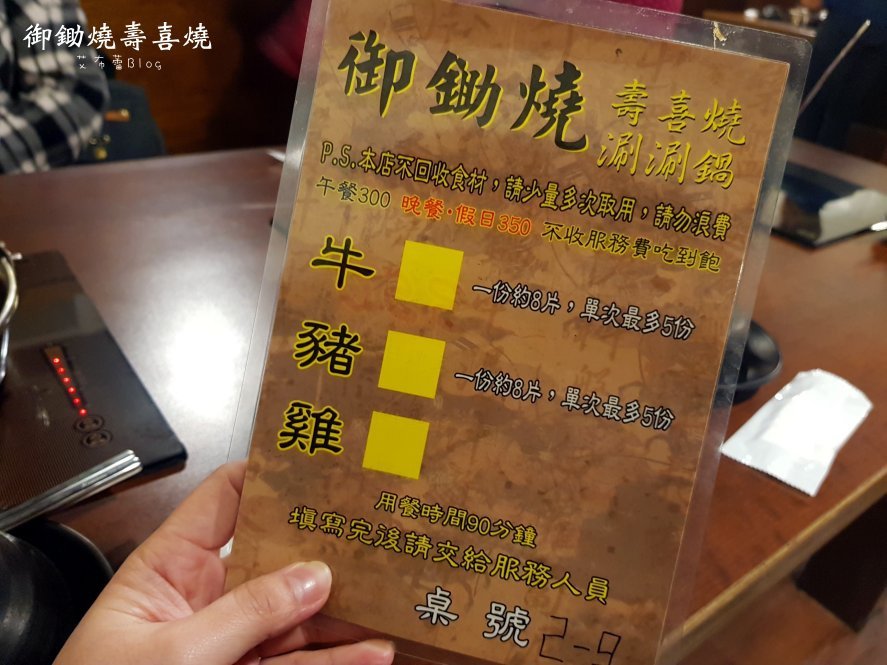 御鋤燒壽喜燒
艾布蕾Blog
御鋤燒 壽喜燒
涮涮鍋
P.S.本店不回收食材，請少量多次取用，請勿浪費
午餐300 晚餐·假日350 不收服務費吃到飽
牛 一份約8片，單次最多5份
豬 一份約8片，單次最多5份
雞
用餐時間90分鐘
填寫完後請交給服務人員
桌號 2-9